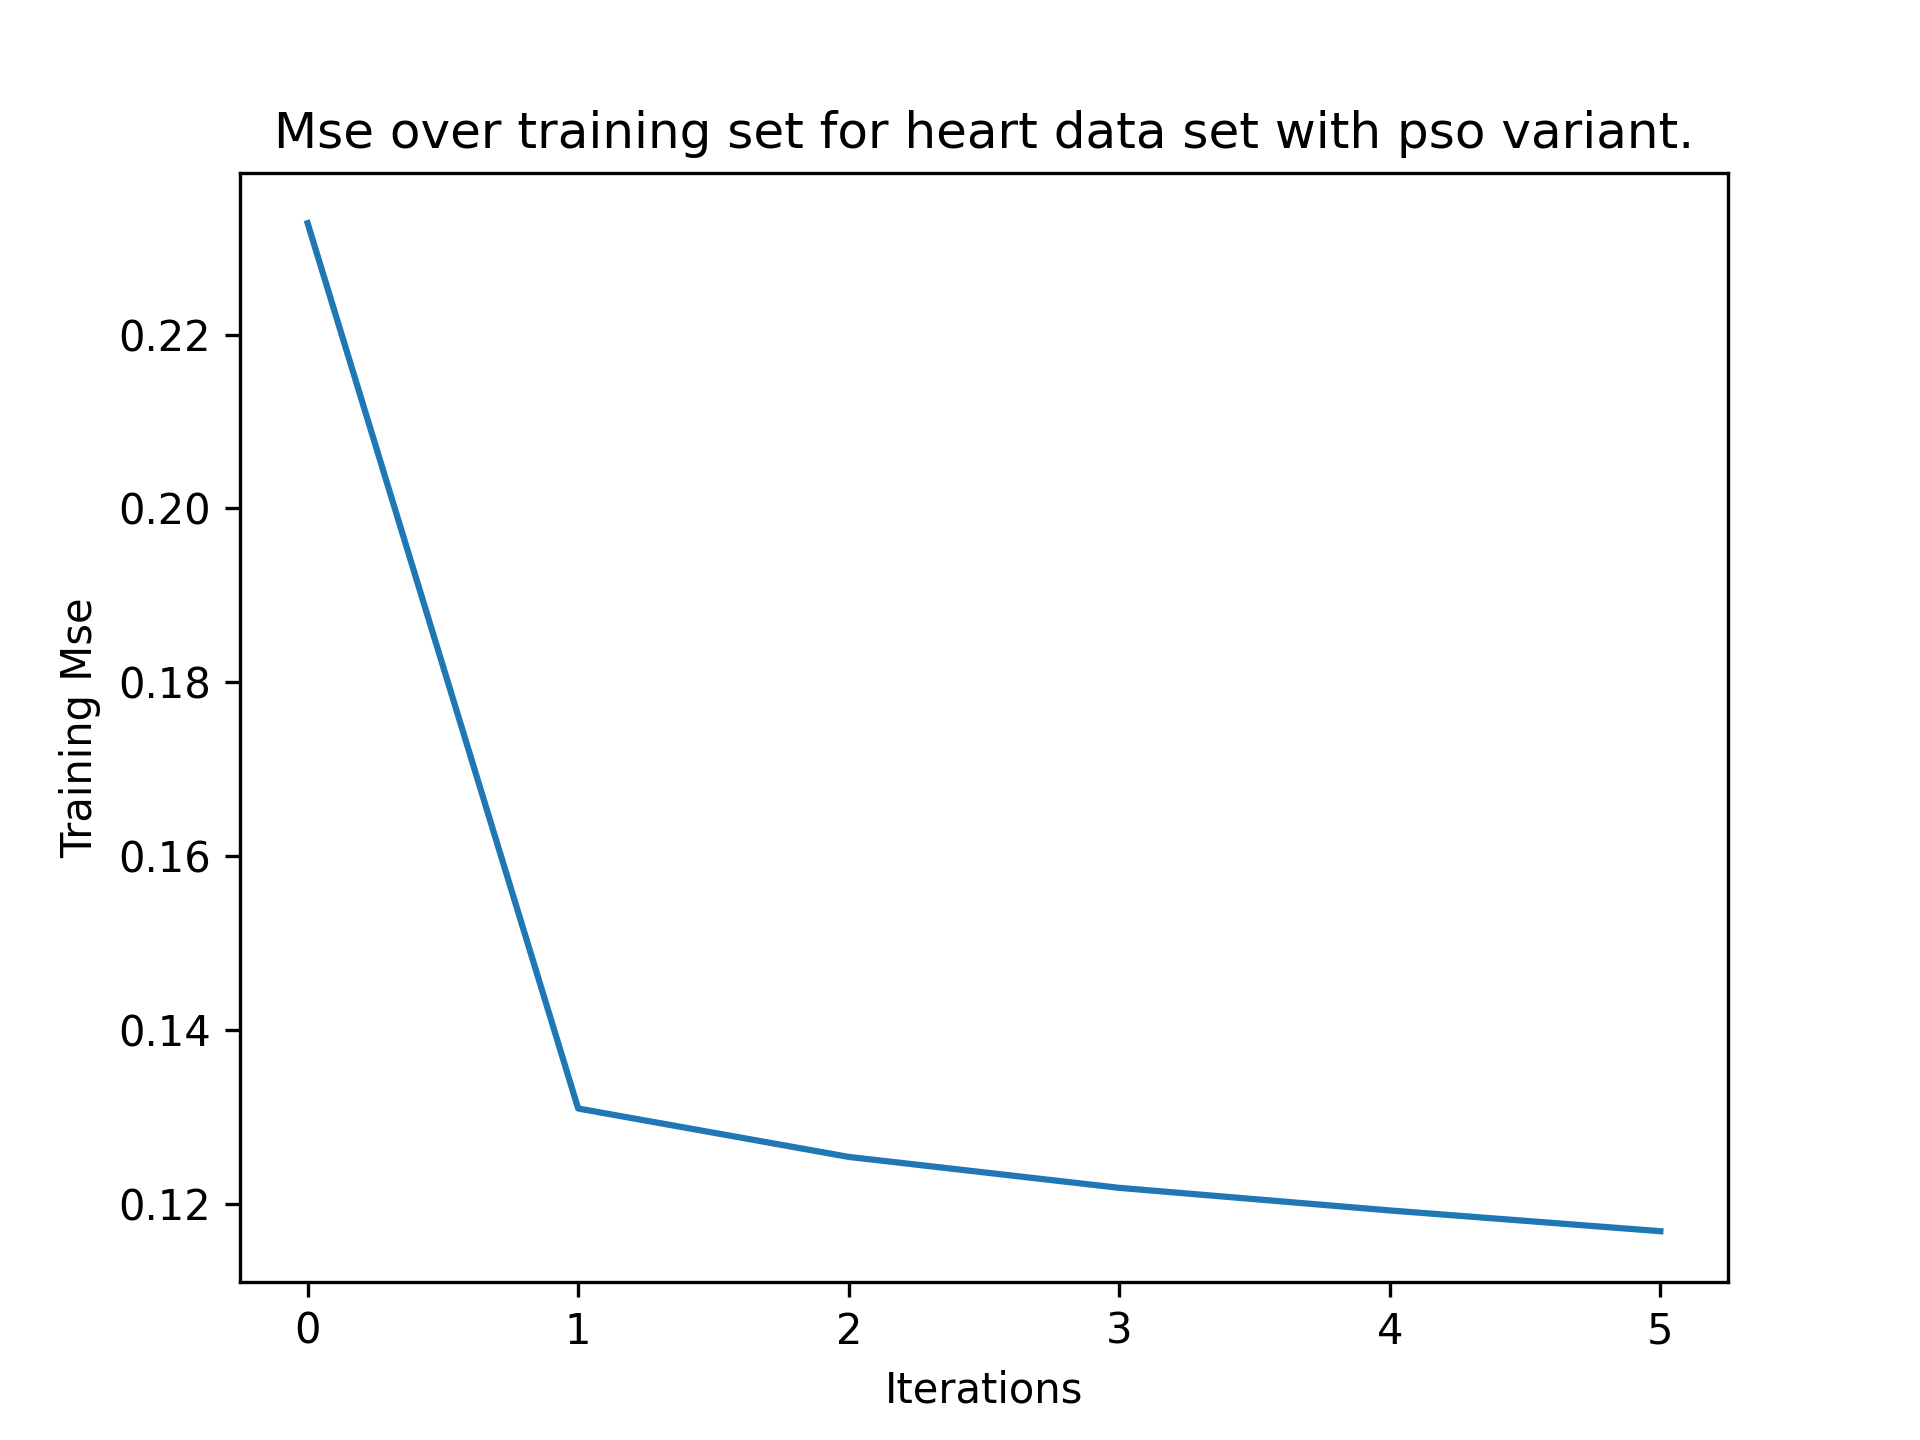 Mse over training set for heart data set with pso variant.
Training Mse
0.22
0.20
0.18
0.16
0.14
0.12
0 1 2 3 4 5
Iterations